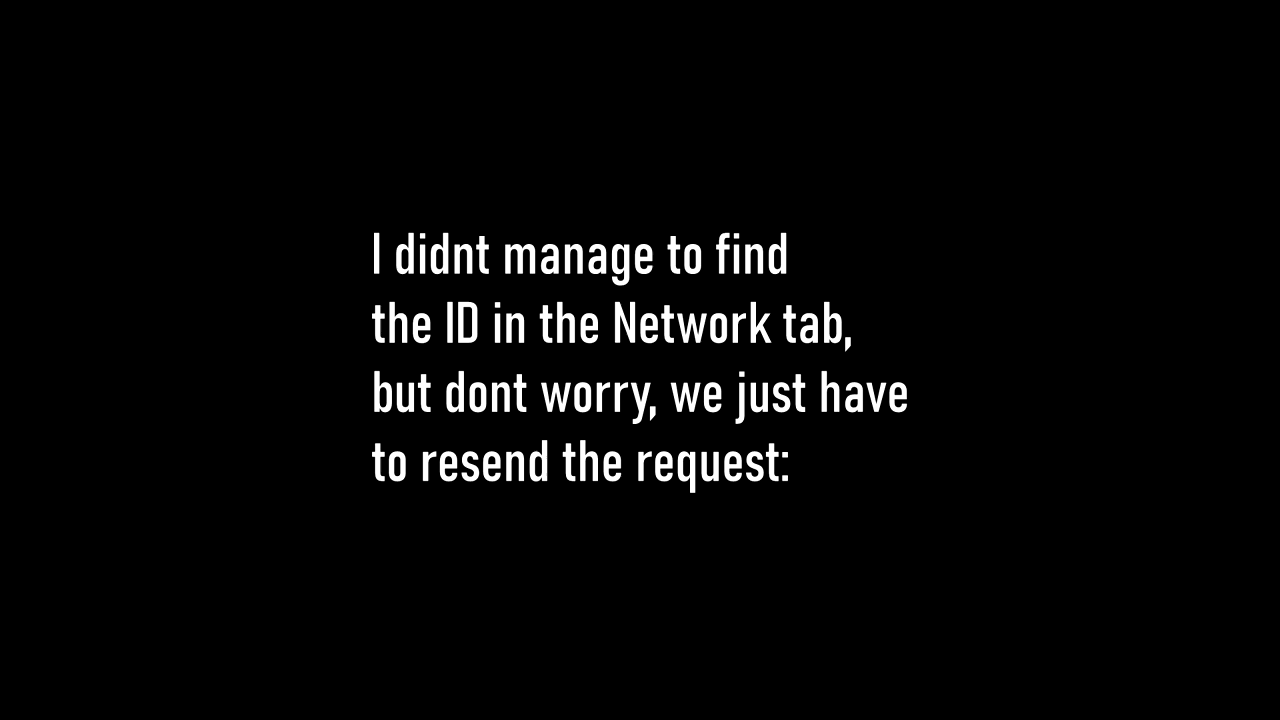 I didnt manage to find
the ID in the Network tab,
but dont worry, we just have
to resend the request: